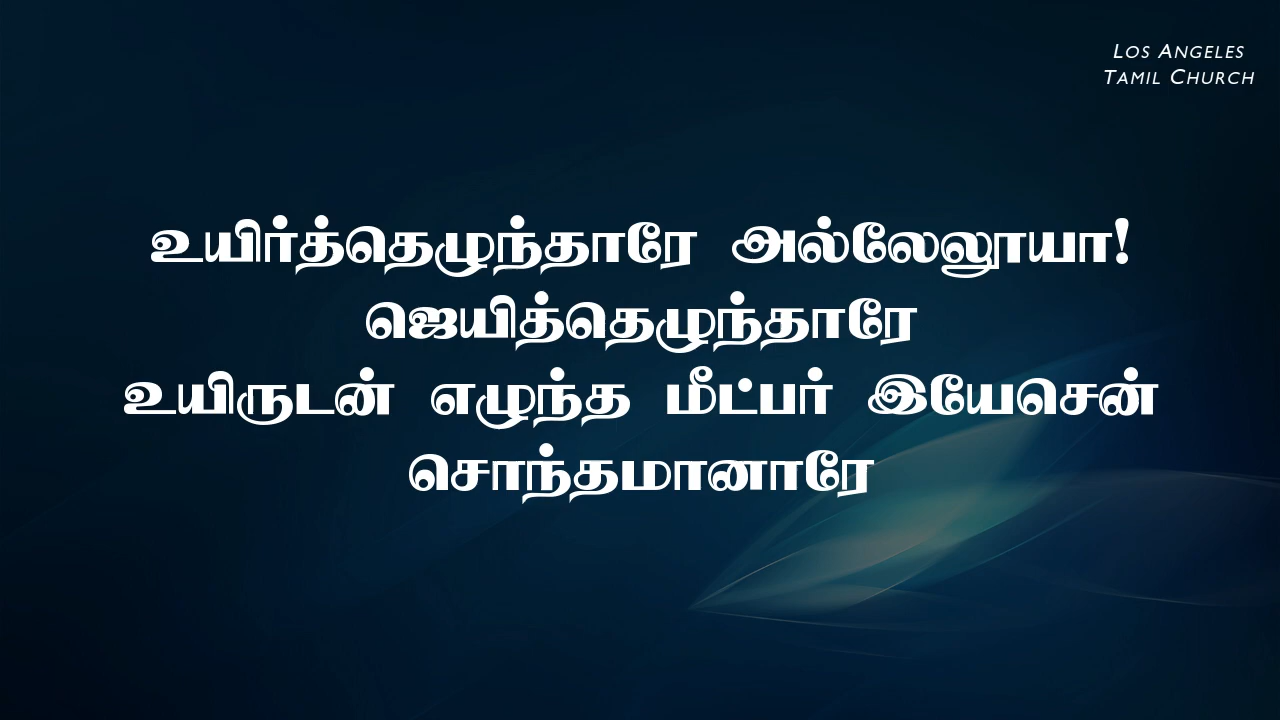 Los Angeles
Tamil Church
உயிர்த்தெழுந்தாரே அல்லேலூயா!
ஜெயித்தெழுந்தாரே
உயிருடன் எழுந்த மீட்பர் இயேசென்
சொந்தமானாரே